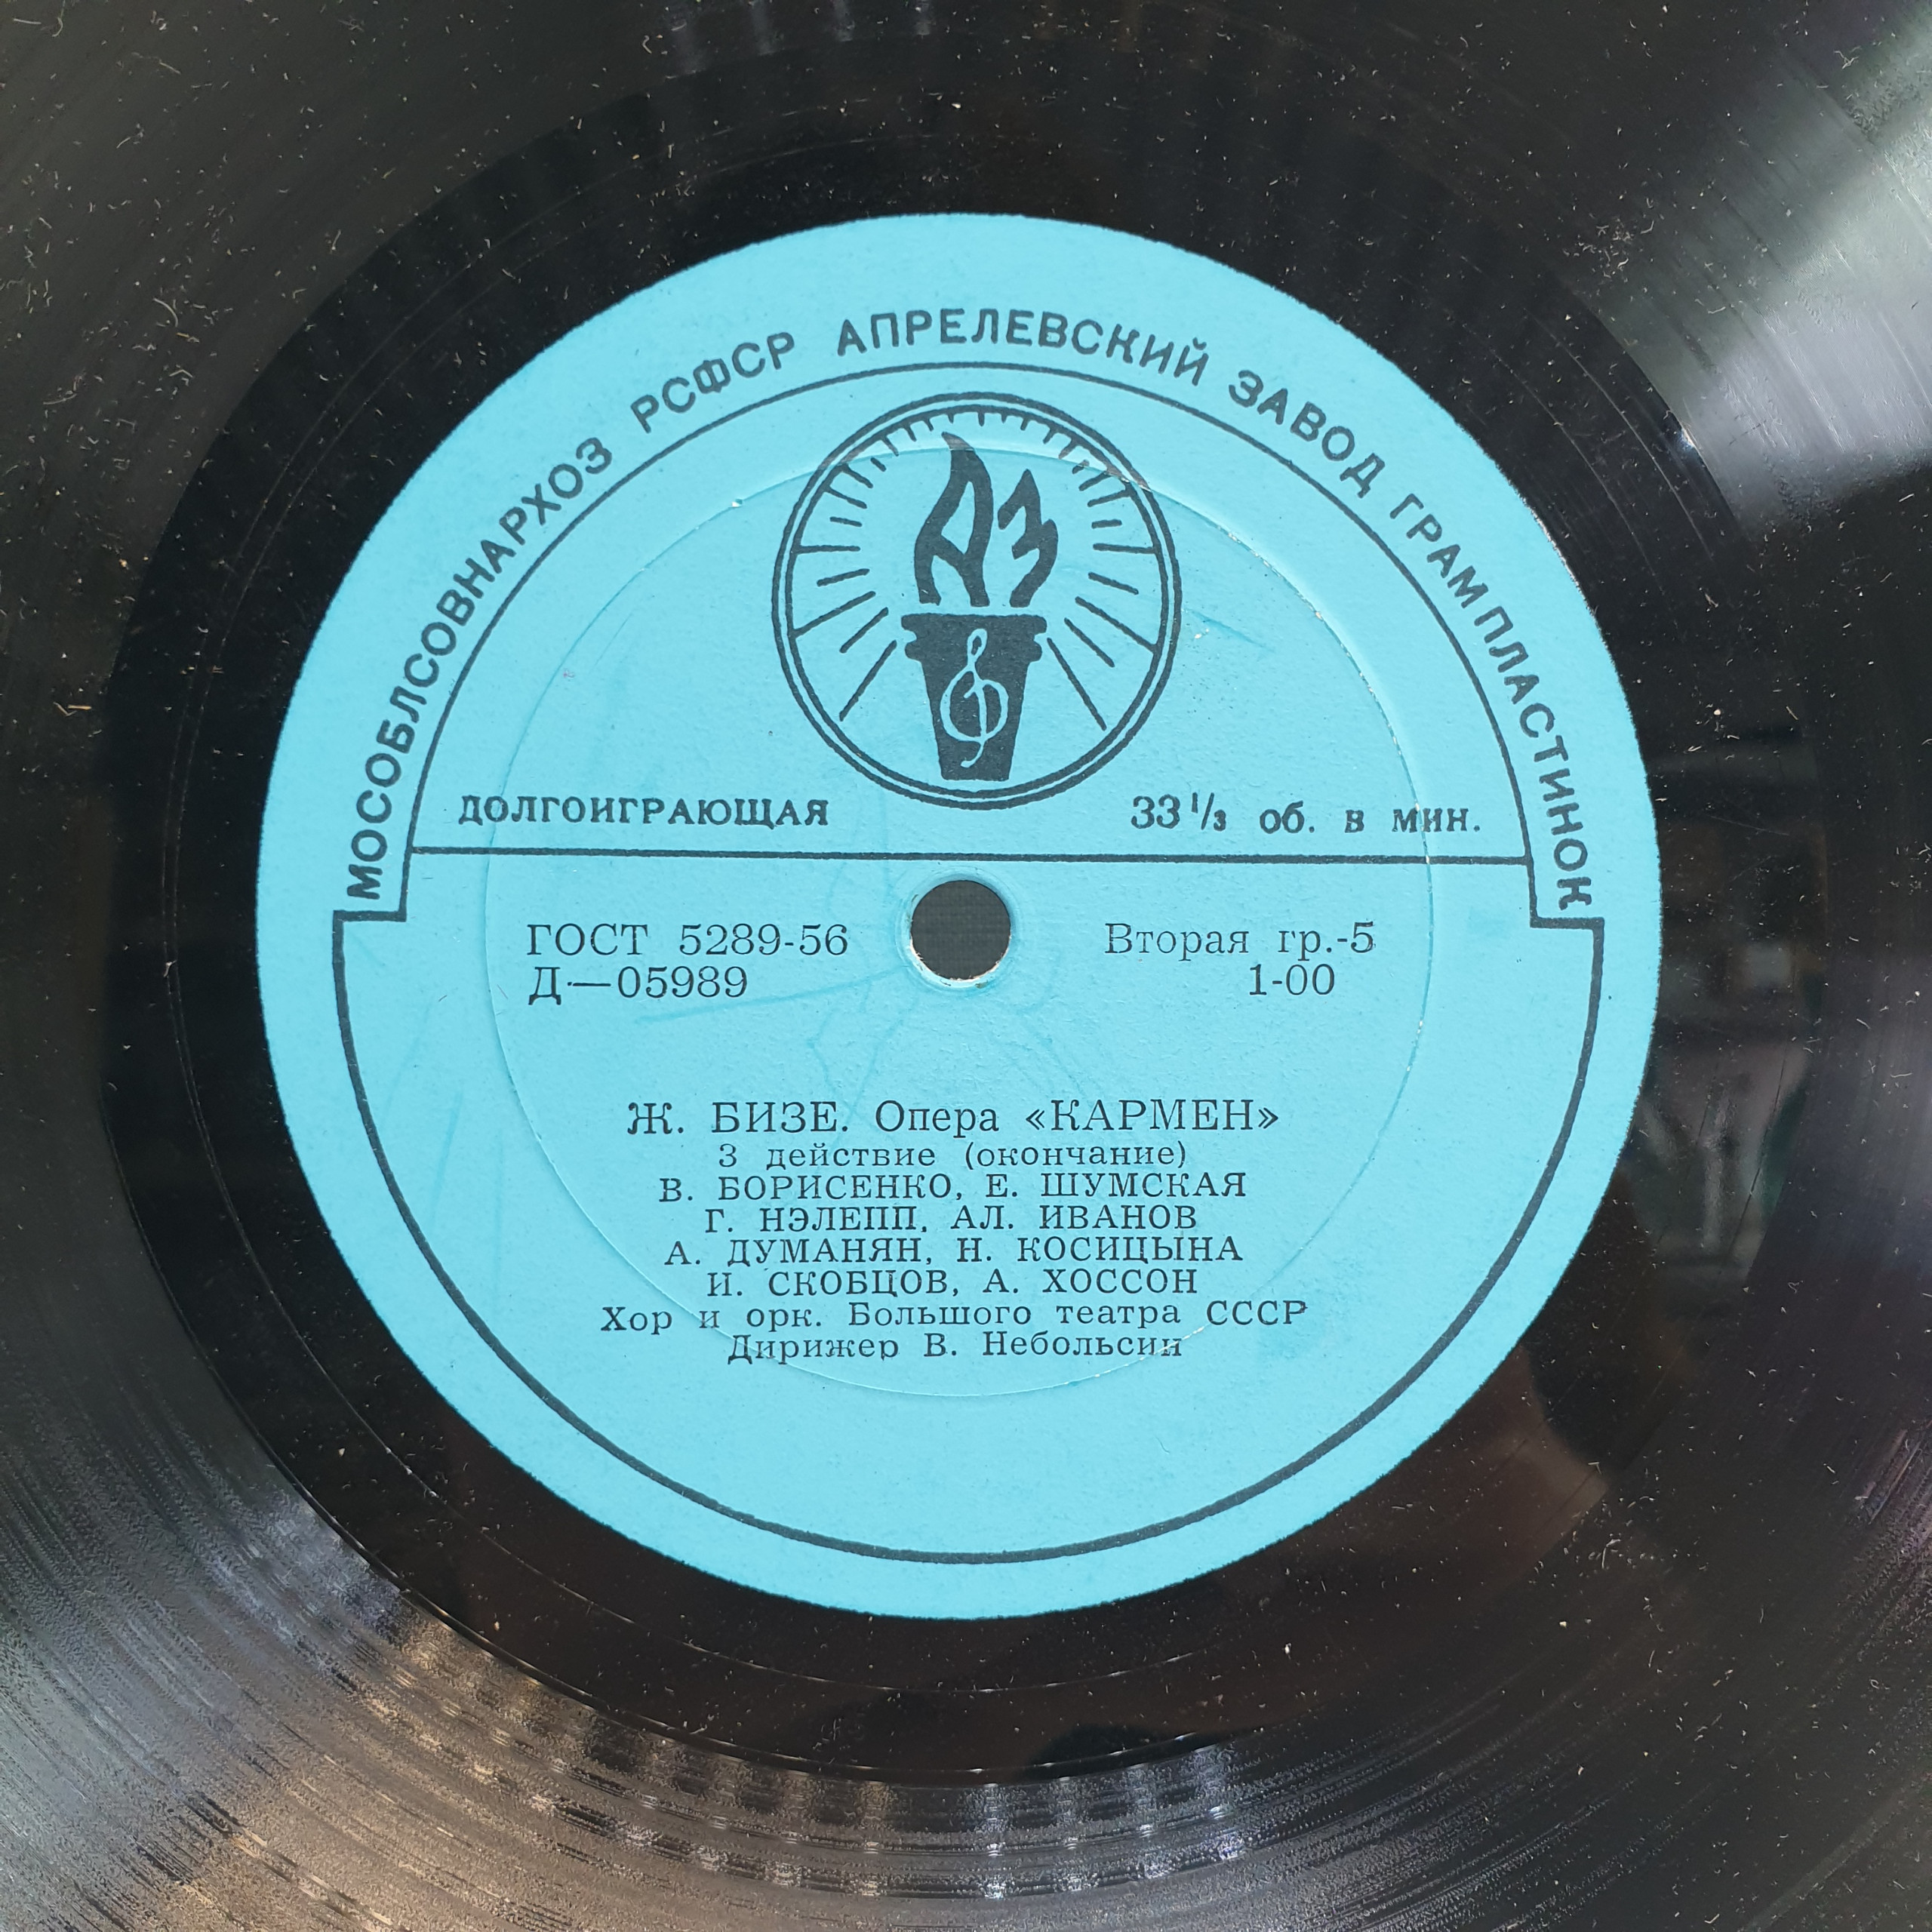 МОСОБЛСОВНАРХОЗ РСФСР АПРЕЛЕВСКИЙ ЗАВОД ГРАМПЛАСТИНОК
АЗ
ДОЛГОИГРАЮЩАЯ 33 1/3 об. в мин.
ГОСТ 5289-56 Вторая гр.-5
Д—05989 1-00
Ж. БИЗЕ. Опера «КАРМЕН»
3 действие (окончание)
В. БОРИСЕНКО, Е. ШУМСКАЯ
Г. НЭЛЕПП, АЛ. ИВАНОВ
А. ДУМАНЯН, Н. КОСИЦЫНА
И. СКОБЦОВ, А. ХОССОН
Хор и орк. Большого театра СССР
Дирижер В. Небольсин